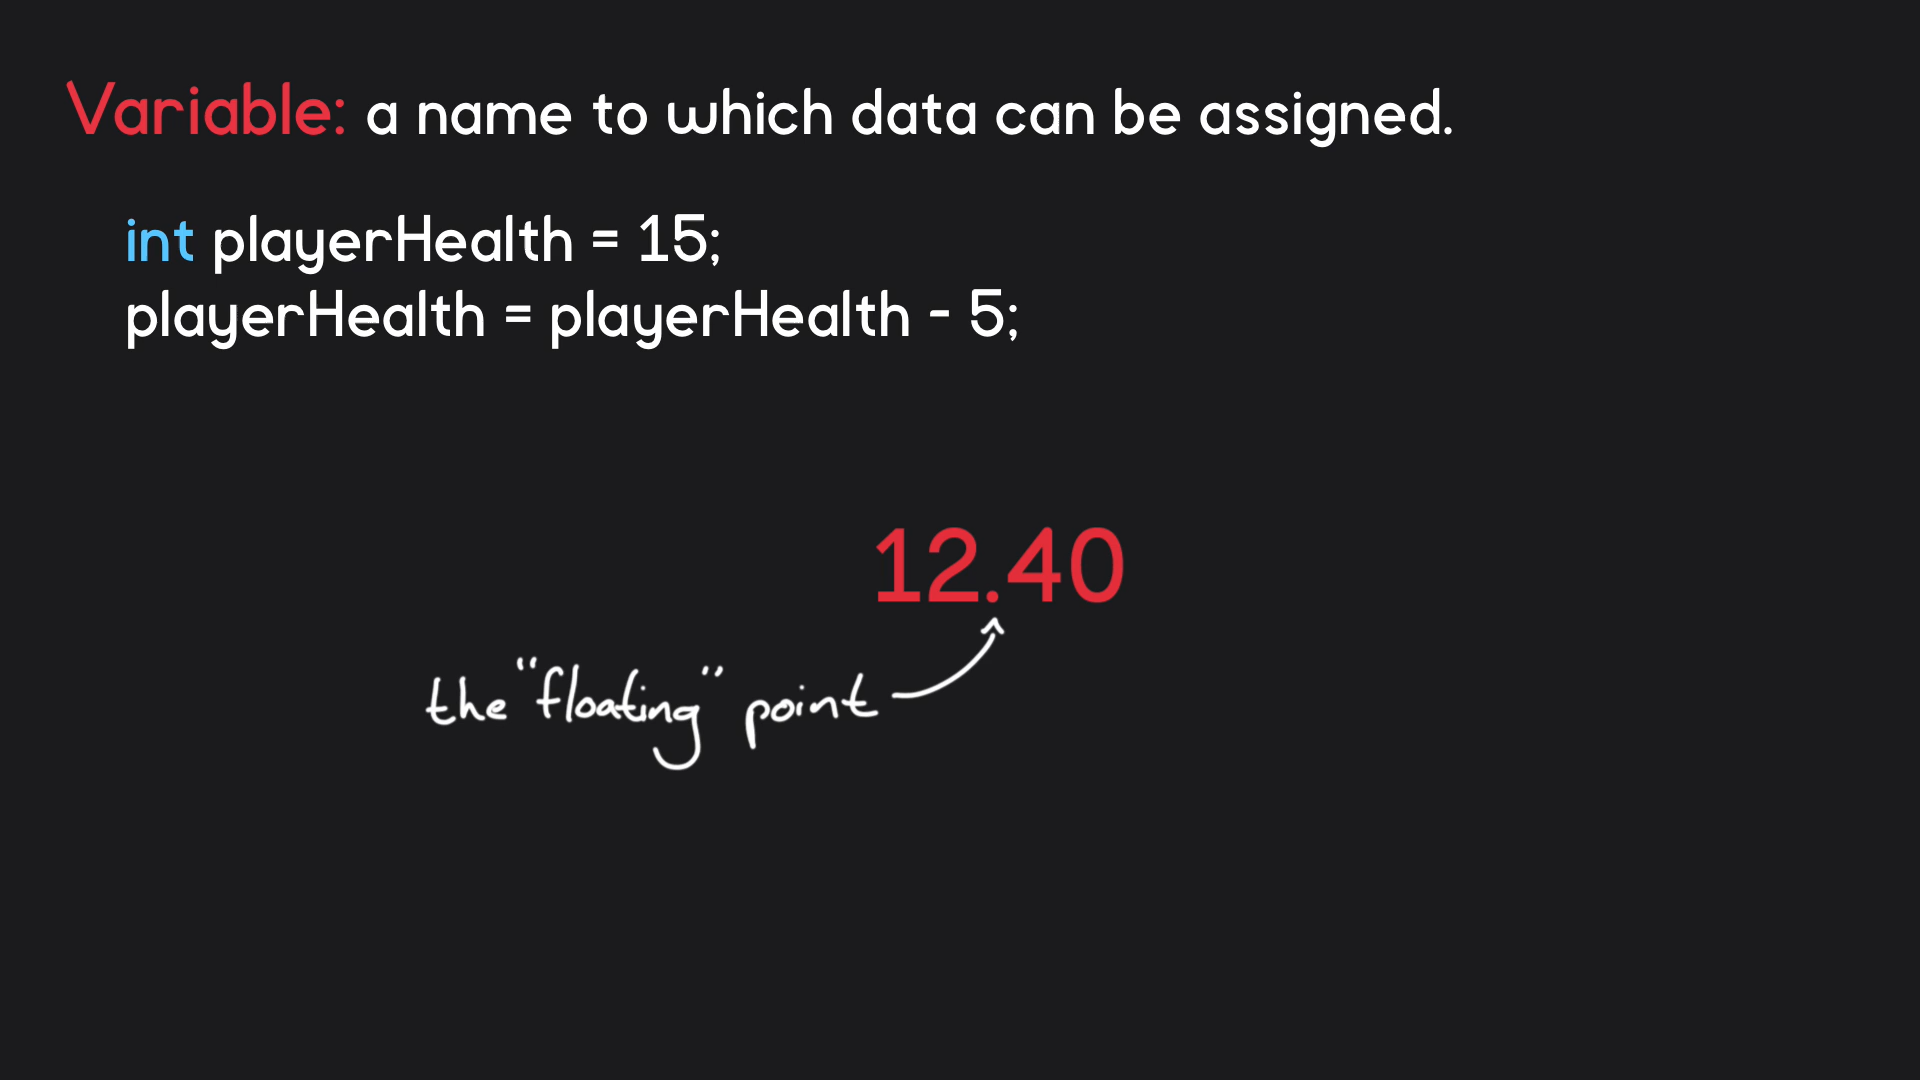 Variable: a name to which data can be assigned.
int playerHealth = 15;
playerHealth = playerHealth - 5;
12.40
the "floating" point